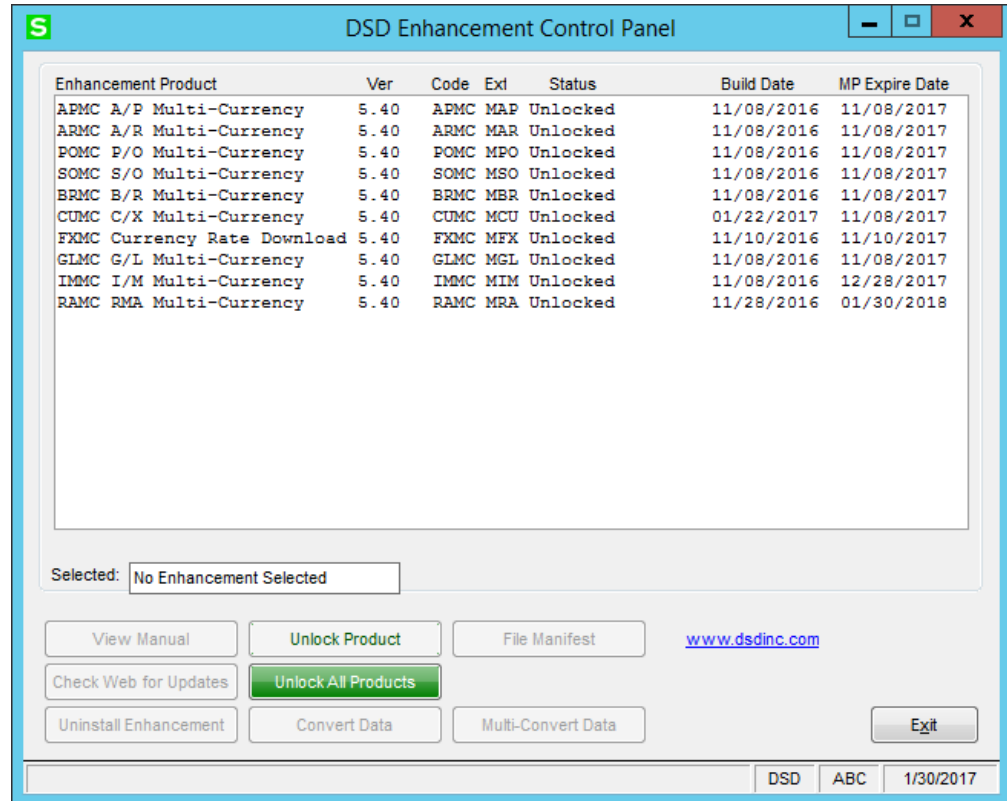 S DSD Enhancement Control Panel x
Enhancement Product Ver Code Ext Status Build Date MP Expire Date
APMC A/P Multi-Currency 5.40 APMC MAP Unlocked 11/08/2016 11/08/2017
ARMC A/R Multi-Currency 5.40 ARMC MAR Unlocked 11/08/2016 11/08/2017
POMC P/O Multi-Currency 5.40 POMC MPO Unlocked 11/08/2016 11/08/2017
SOMC S/O Multi-Currency 5.40 SOMC MSO Unlocked 11/08/2016 11/08/2017
BRMC B/R Multi-Currency 5.40 BRMC MBR Unlocked 11/08/2016 11/08/2017
CUMC C/X Multi-Currency 5.40 CUMC MCU Unlocked 01/22/2017 11/08/2017
FXMC Currency Rate Download 5.40 FXMC MFX Unlocked 11/10/2016 11/10/2017
GLMC G/L Multi-Currency 5.40 GLMC MGL Unlocked 11/08/2016 11/08/2017
IMMC I/M Multi-Currency 5.40 IMMC MIM Unlocked 11/08/2016 12/28/2017
RAMC RMA Multi-Currency 5.40 RAMC MRA Unlocked 11/28/2016 01/30/2018
Selected: No Enhancement Selected
View Manual Unlock Product File Manifest www.dsdinc.com
Check Web for Updates Unlock All Products
Uninstall Enhancement Convert Data Multi-Convert Data Exit
DSD ABC 1/30/2017